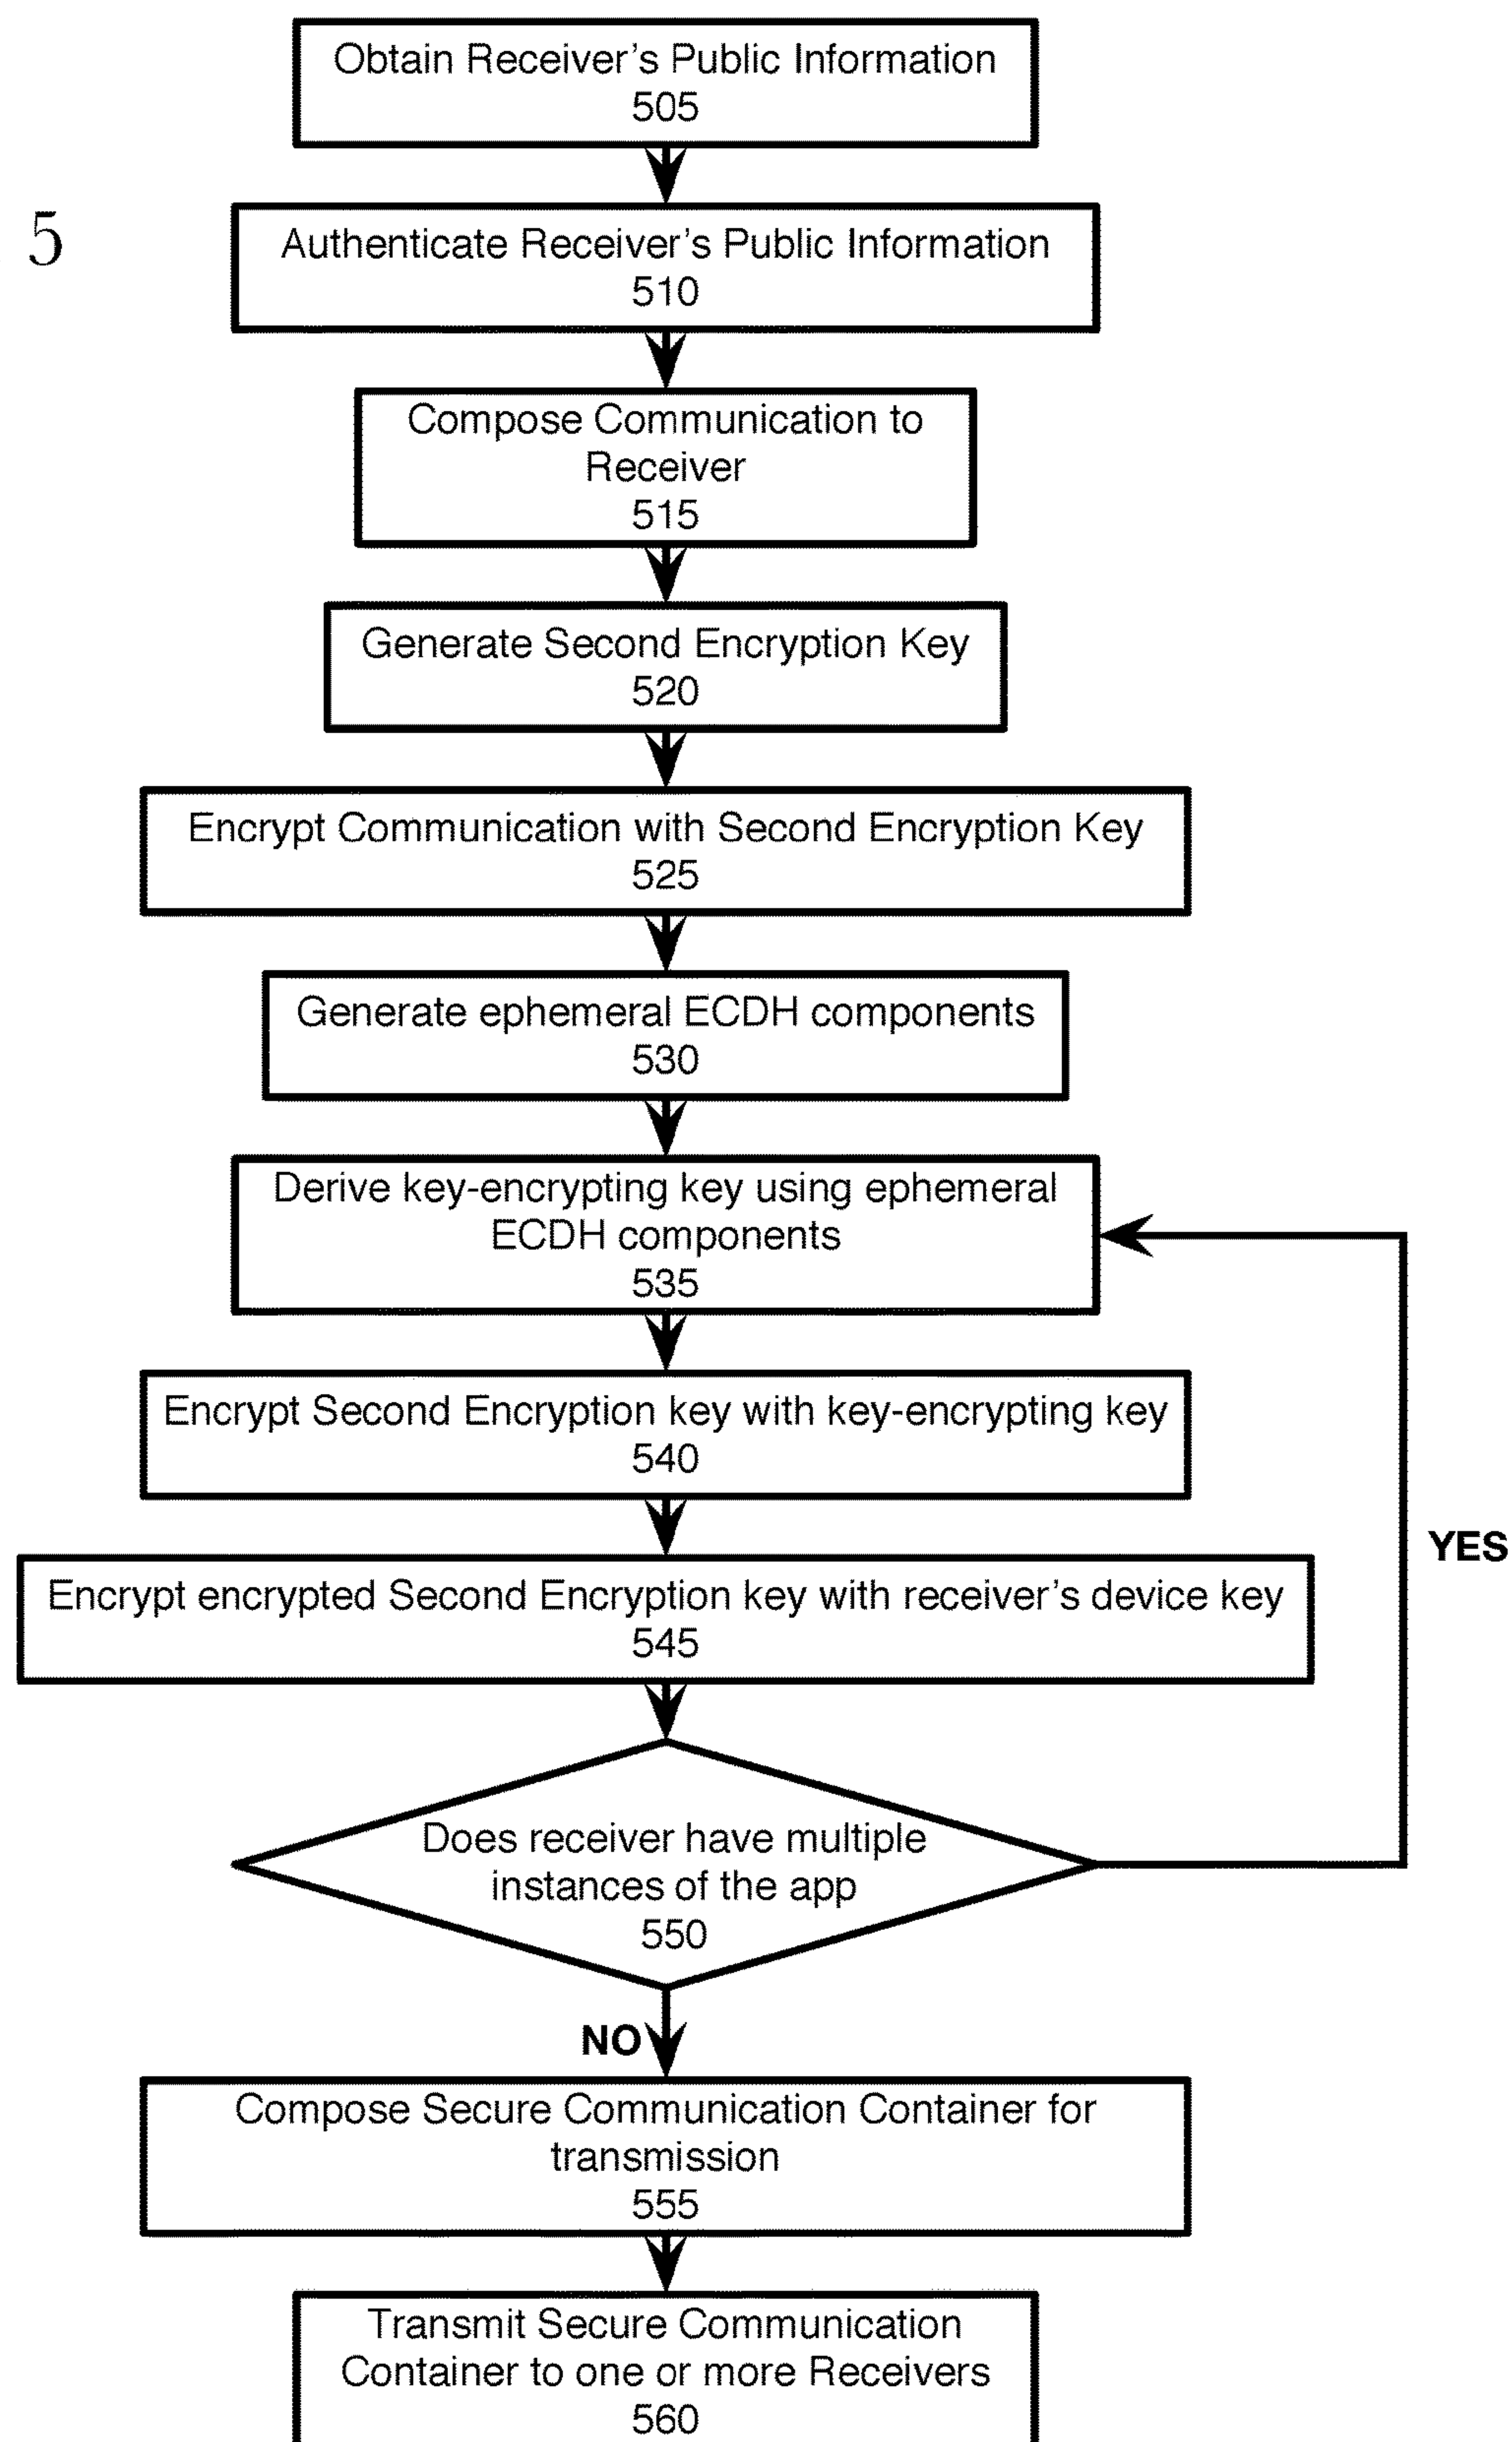 Obtain Receiver's Public Information
505
5
Authenticate Receiver's Public Information
510
Compose Communication to
Receiver
515
Generate Second Encryption Key
520
Encrypt Communication with Second Encryption Key
525
Generate ephemeral ECDH components
530
Derive key-encrypting key using ephemeral
ECDH components
535
Encrypt Second Encryption key with key-encrypting key
540
YES
Encrypt encrypted Second Encryption key with receiver's device key
545
Does receiver have multiple
instances of the app
550
NO
Compose Secure Communication Container for
transmission
555
Transmit Secure Communication
Container to one or more Receivers
560